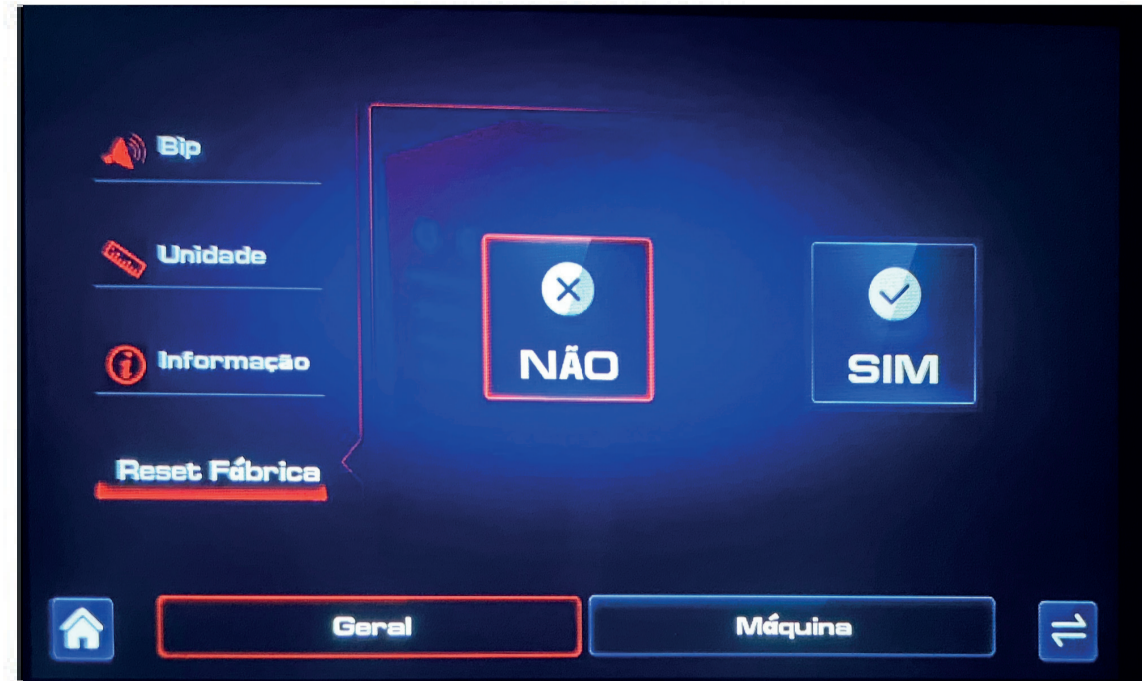 Bip
Unidade
Informação
Reset Fábrica
NÃO
SIM
Geral
Máquina